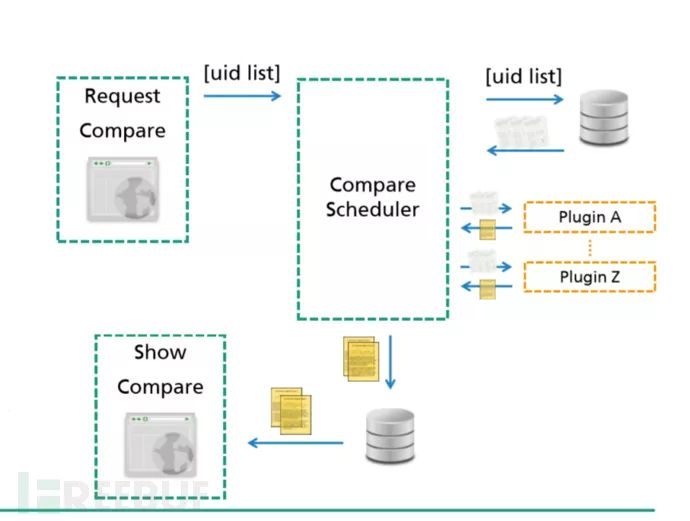 [uid list]
[uid list]
Request
Compare
Compare
Scheduler
Plugin A
Plugin Z
Show
Compare
FREEBUF